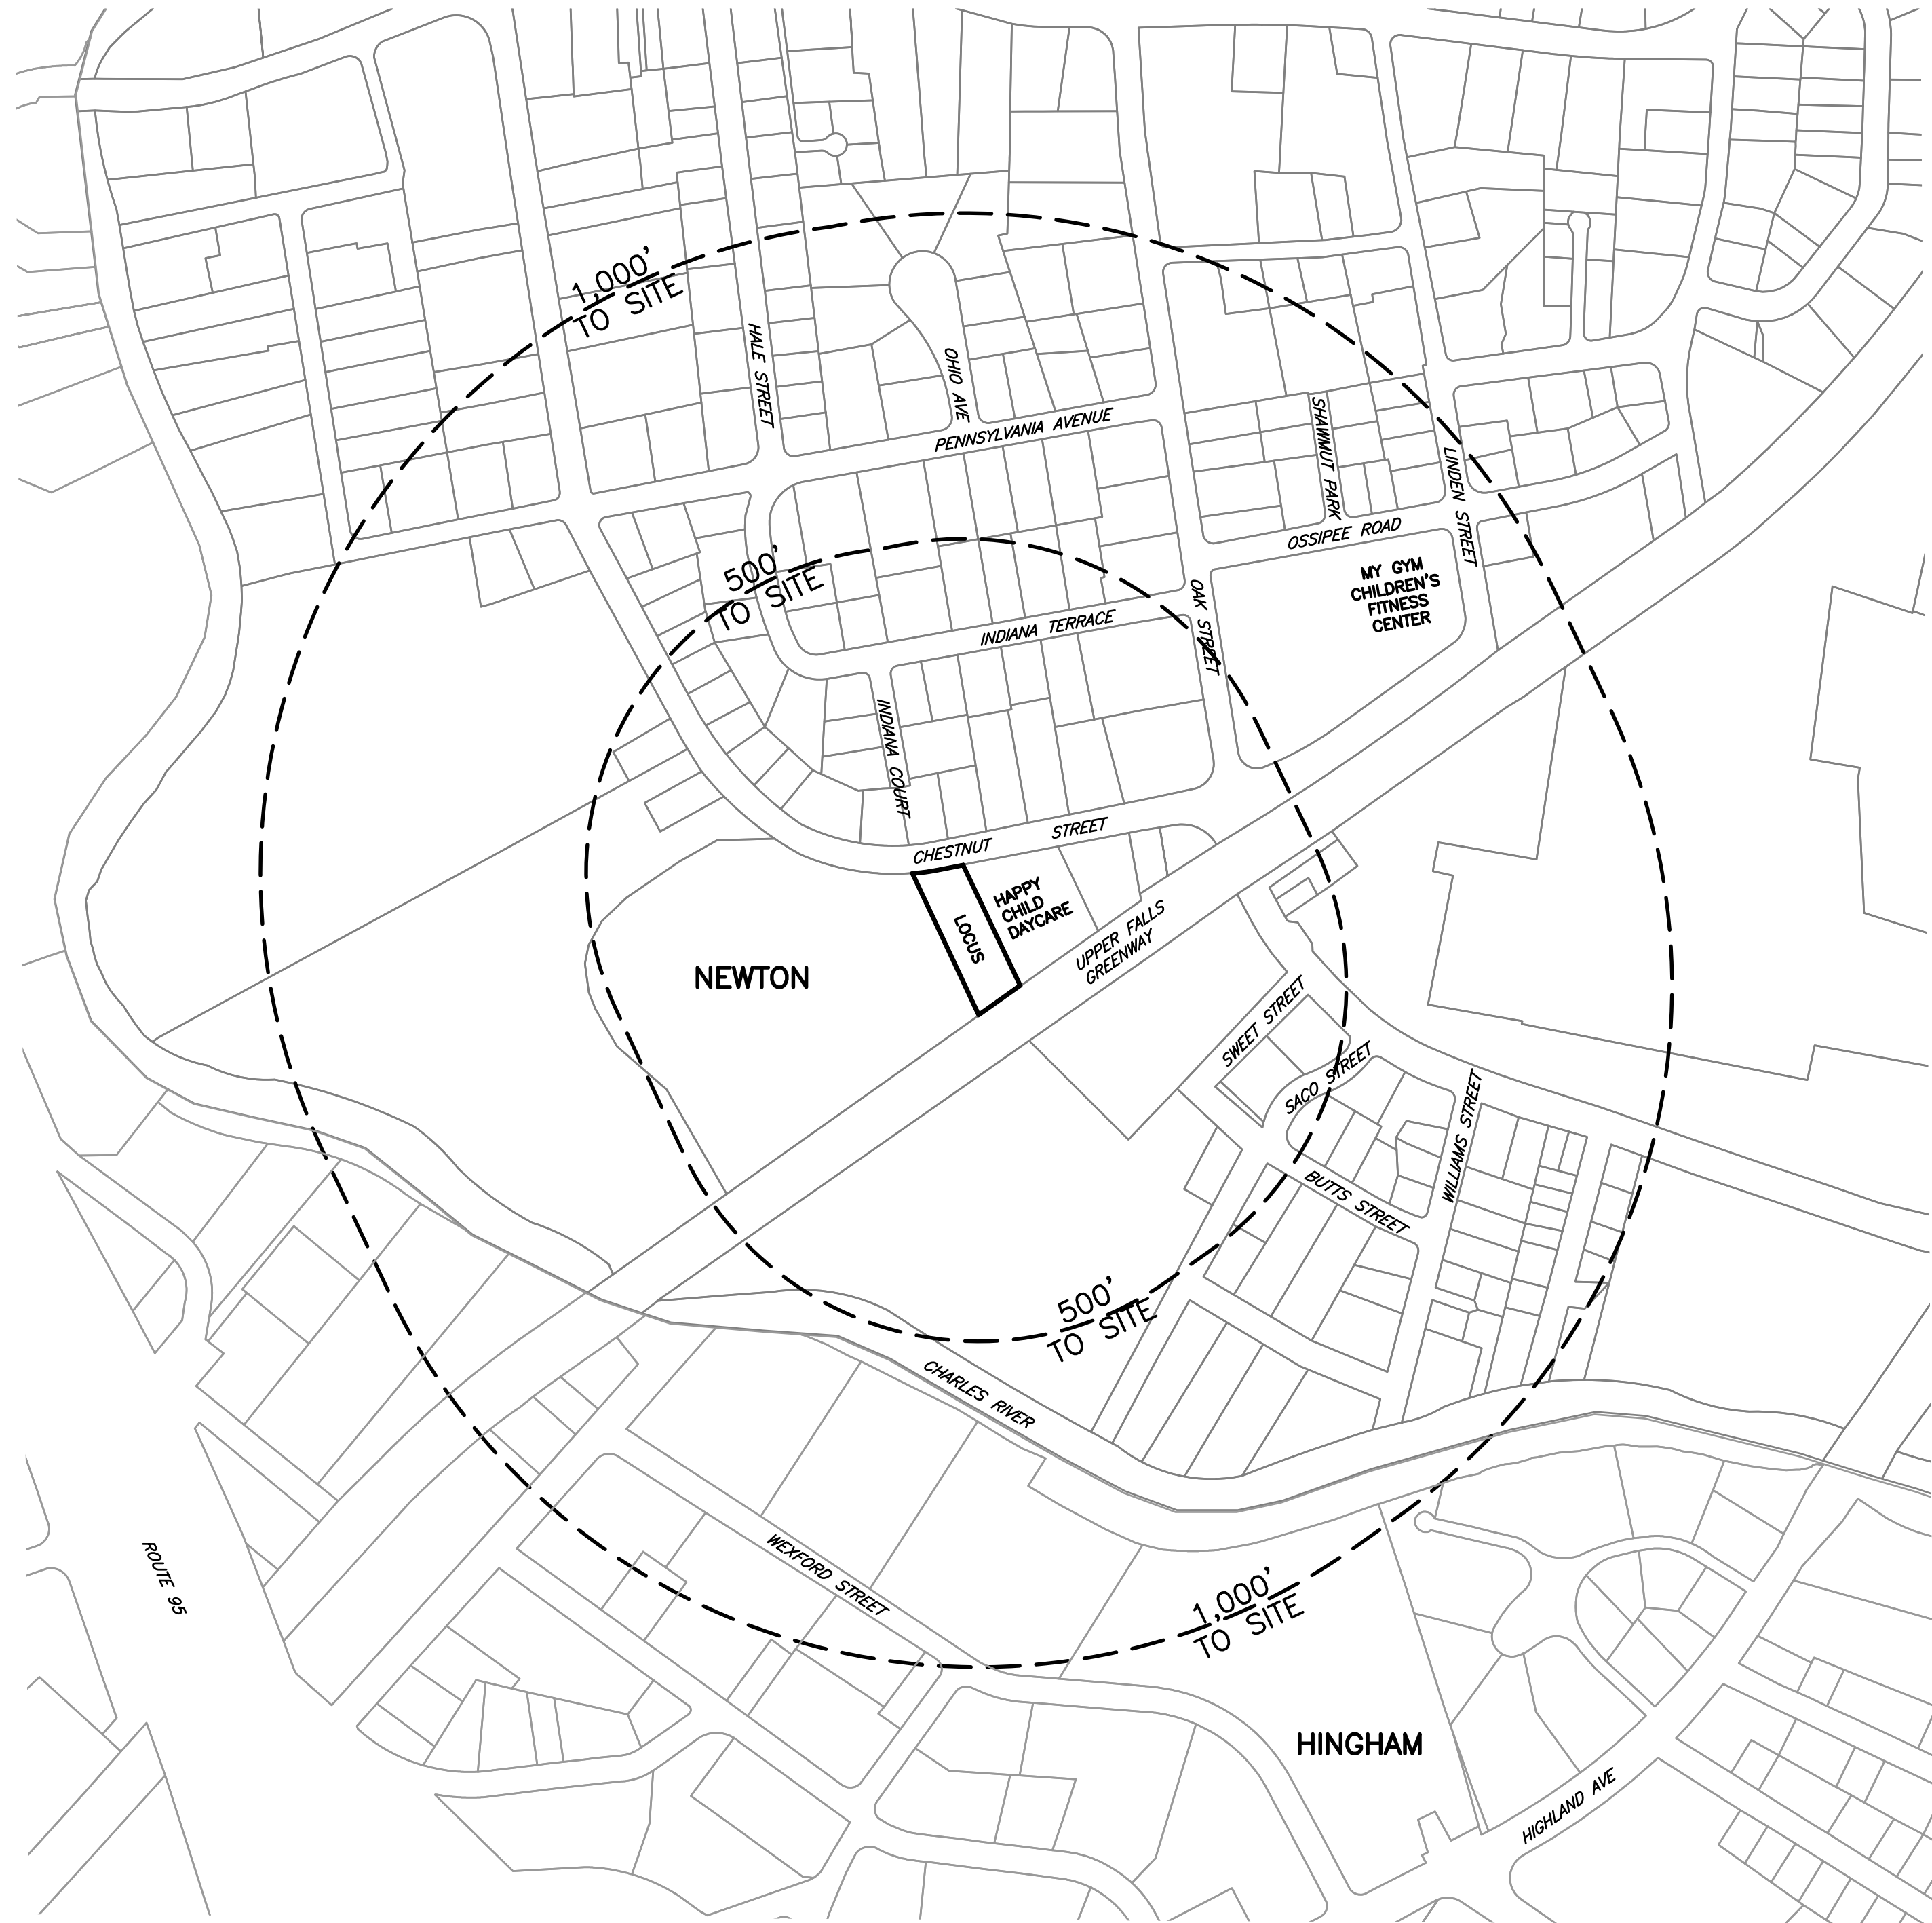 1,000'
TO SITE
HALE STREET
OHIO AVE
PENNSYLVANIA AVENUE
SHAWMUT PARK
LINDEN STREET
OSSIPEE ROAD
MY GYM
CHILDREN'S
FITNESS
CENTER
500'
TO SITE
OAK STREET
INDIANA TERRACE
INDIANA COURT
CHESTNUT STREET
HAPPY
CHILD
DAYCARE
LOCUS
UPPER FALLS
GREENWAY
NEWTON
SWEET STREET
SACO STREET
WILLIAMS STREET
BUTTS STREET
500'
TO SITE
CHARLES RIVER
WEXFORD STREET
ROUTE 95
1,000'
TO SITE
HINGHAM
HIGHLAND AVE